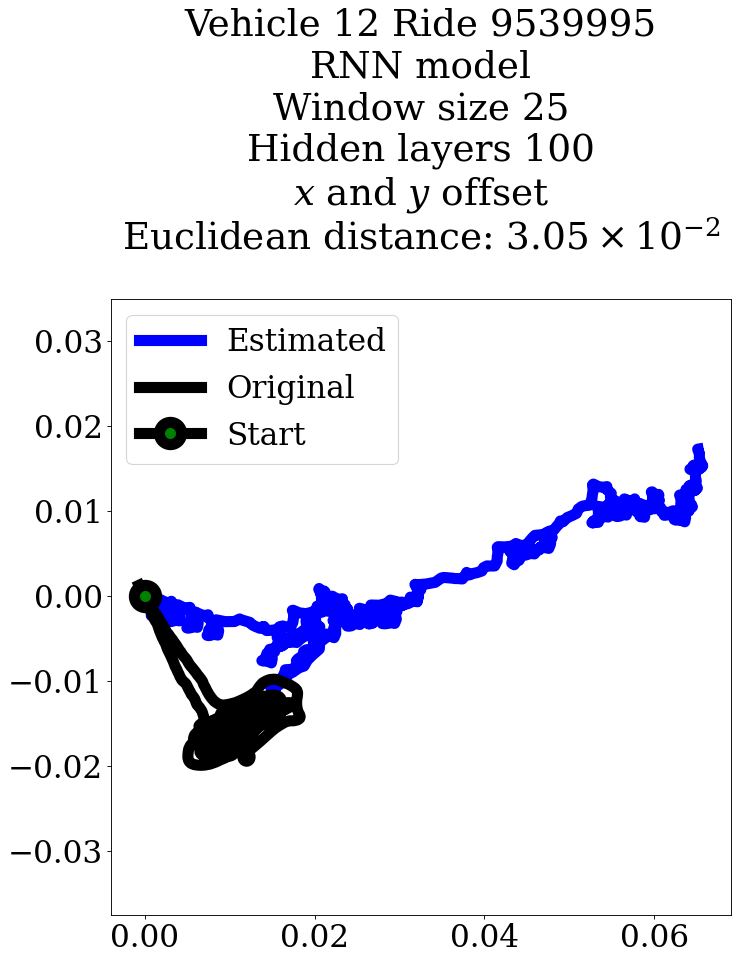 Vehicle 12 Ride 9539995
RNN model
Window size 25
Hidden layers 100
x and y offset
Euclidean distance: 3.05 × 10⁻²
Estimated
Original
Start
0.03
0.02
0.01
0.00
−0.01
−0.02
−0.03
0.00 0.02 0.04 0.06